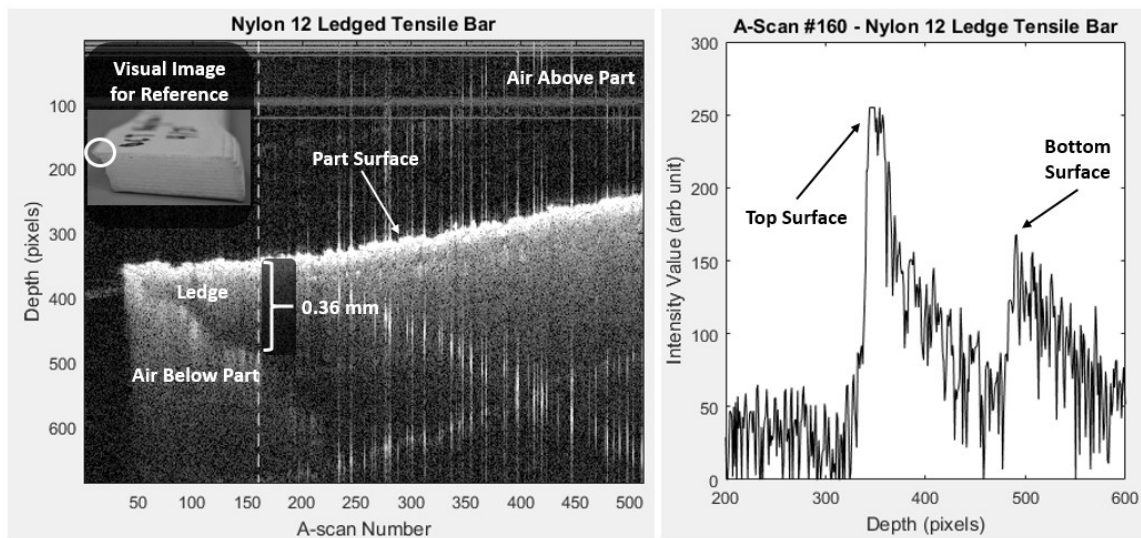 Nylon 12 Ledged Tensile Bar
Visual Image
for Reference
Air Above Part
Part Surface
Ledge
0.36 mm
Air Below Part
100
200
300
400
500
600
Depth (pixels)
50 100 150 200 250 300 350 400 450 500
A-scan Number
A-Scan #160 - Nylon 12 Ledge Tensile Bar
300
250
200
150
100
50
0
Intensity Value (arb unit)
Top Surface
Bottom
Surface
200 300 400 500 600
Depth (pixels)